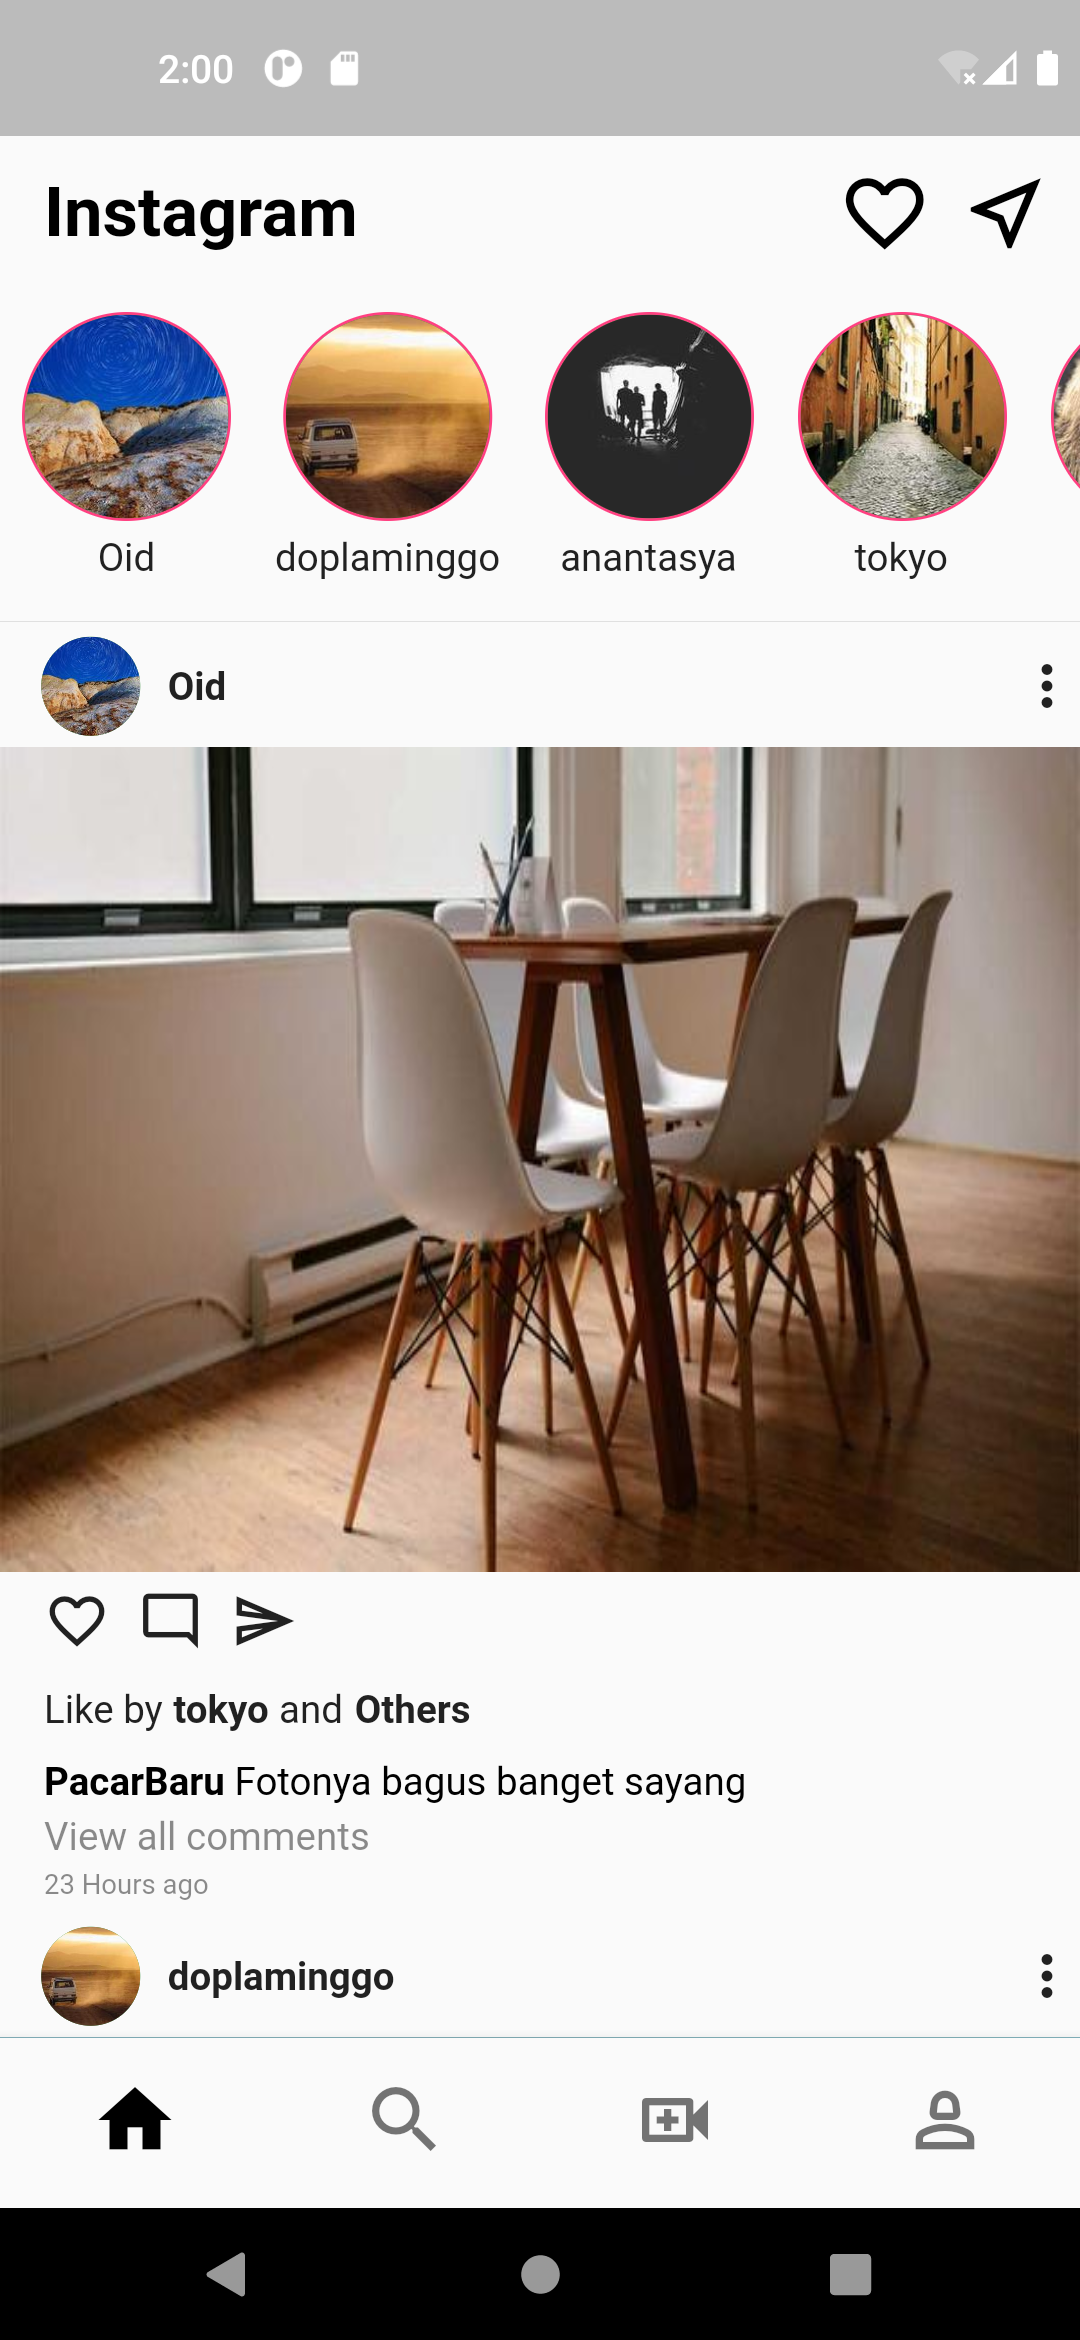 2:00
Instagram
Oid
doplaminggo
anantasya
tokyo
Oid
Like by tokyo and Others
PacarBaru Fotonya bagus banget sayang
View all comments
23 Hours ago
doplaminggo